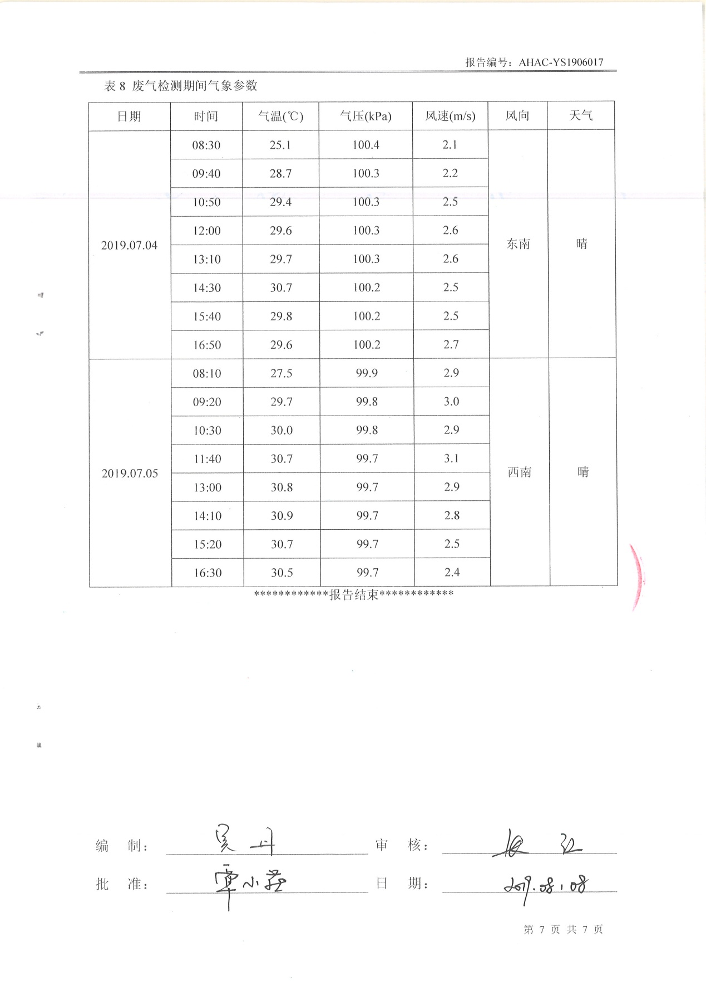 报告编号：AHAC-YS1906017
表 8 废气检测期间气象参数
日期 时间 气温(℃) 气压(kPa) 风速(m/s) 风向 天气
2019.07.04 08:30 25.1 100.4 2.1 东南 晴
09:40 28.7 100.3 2.2
10:50 29.4 100.3 2.5
12:00 29.6 100.3 2.6
13:10 29.7 100.3 2.6
14:30 30.7 100.2 2.5
15:40 29.8 100.2 2.5
16:50 29.6 100.2 2.7
2019.07.05 08:10 27.5 99.9 2.9 西南 晴
09:20 29.7 99.8 3.0
10:30 30.0 99.8 2.9
11:40 30.7 99.7 3.1
13:00 30.8 99.7 2.9
14:10 30.9 99.7 2.8
15:20 30.7 99.7 2.5
16:30 30.5 99.7 2.4
************报告结束************
编 制： 吴丹 审 核：
批 准： 日 期： 2019.08.08
第 7 页 共 7 页